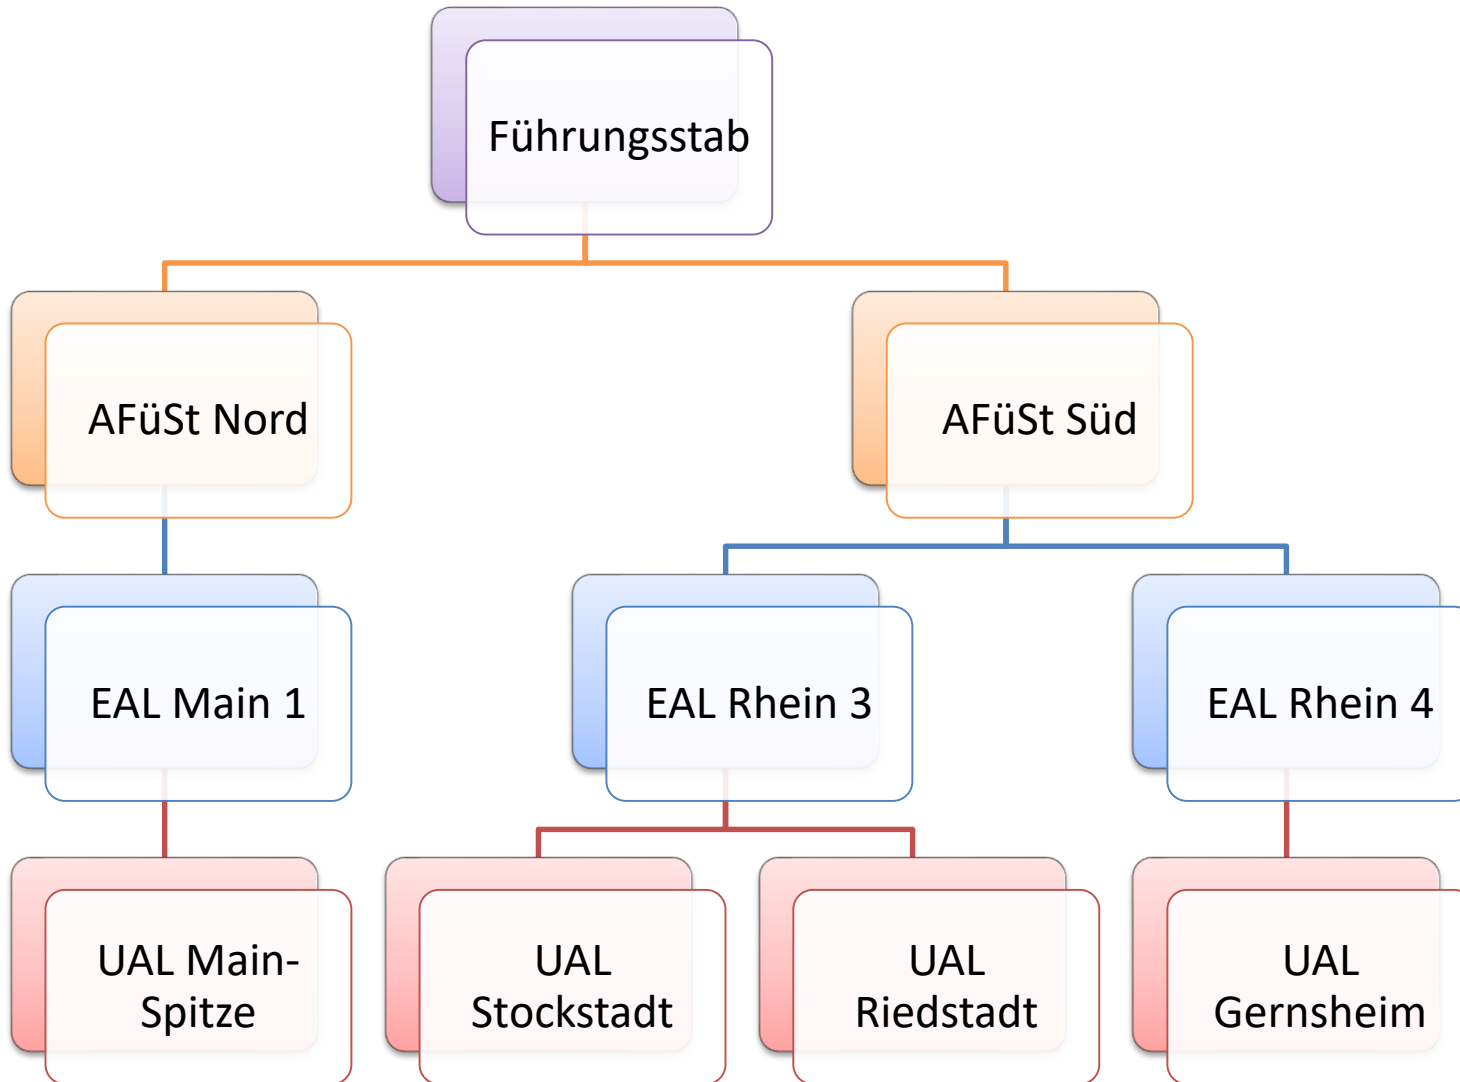 Führungsstab
AFüSt Nord
AFüSt Süd
EAL Main 1
EAL Rhein 3
EAL Rhein 4
UAL Main-
Spitze
UAL
Stockstadt
UAL
Riedstadt
UAL
Gernsheim